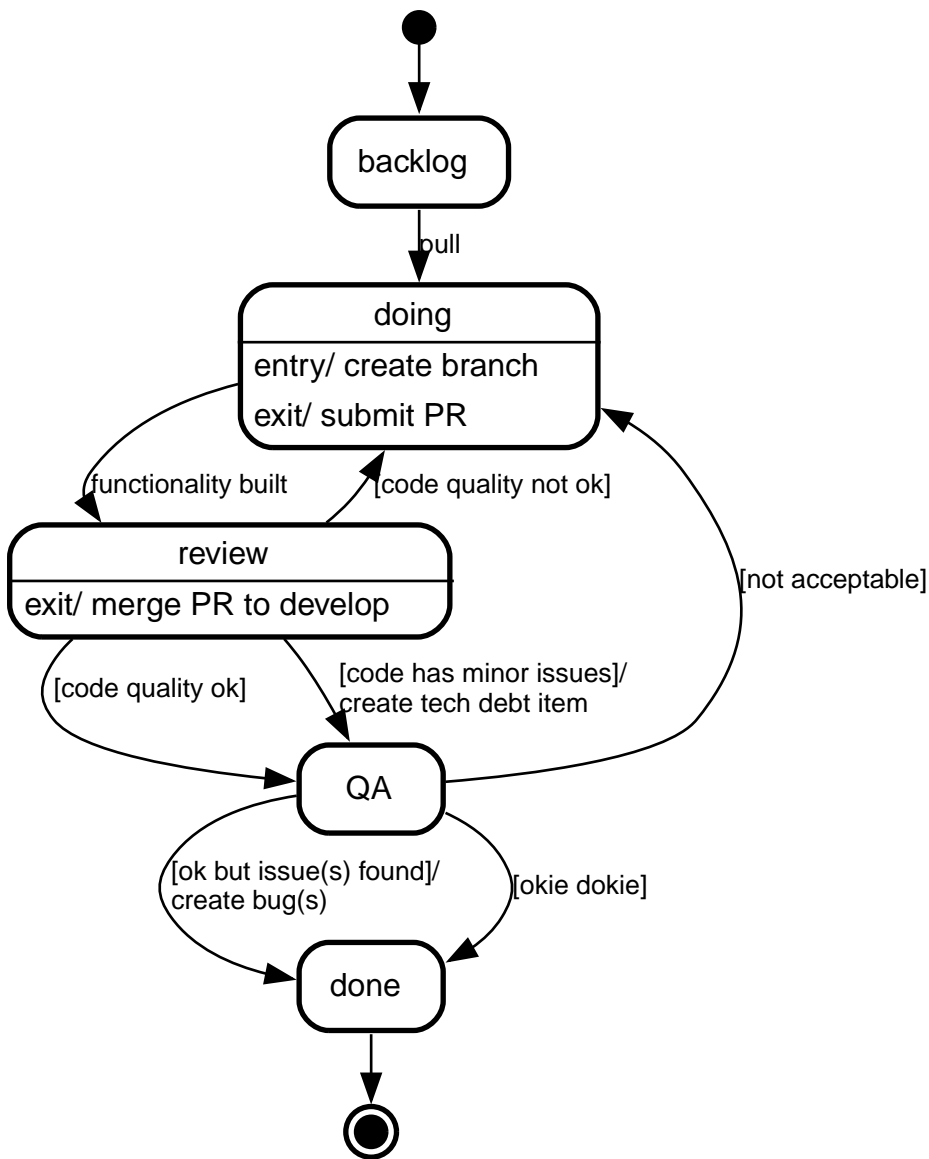 backlog
pull
doing
entry/ create branch
exit/ submit PR
functionality built
[code quality not ok]
review
exit/ merge PR to develop
[not acceptable]
[code quality ok]
[code has minor issues]/
create tech debt item
QA
[ok but issue(s) found]/
create bug(s)
[okie dokie]
done